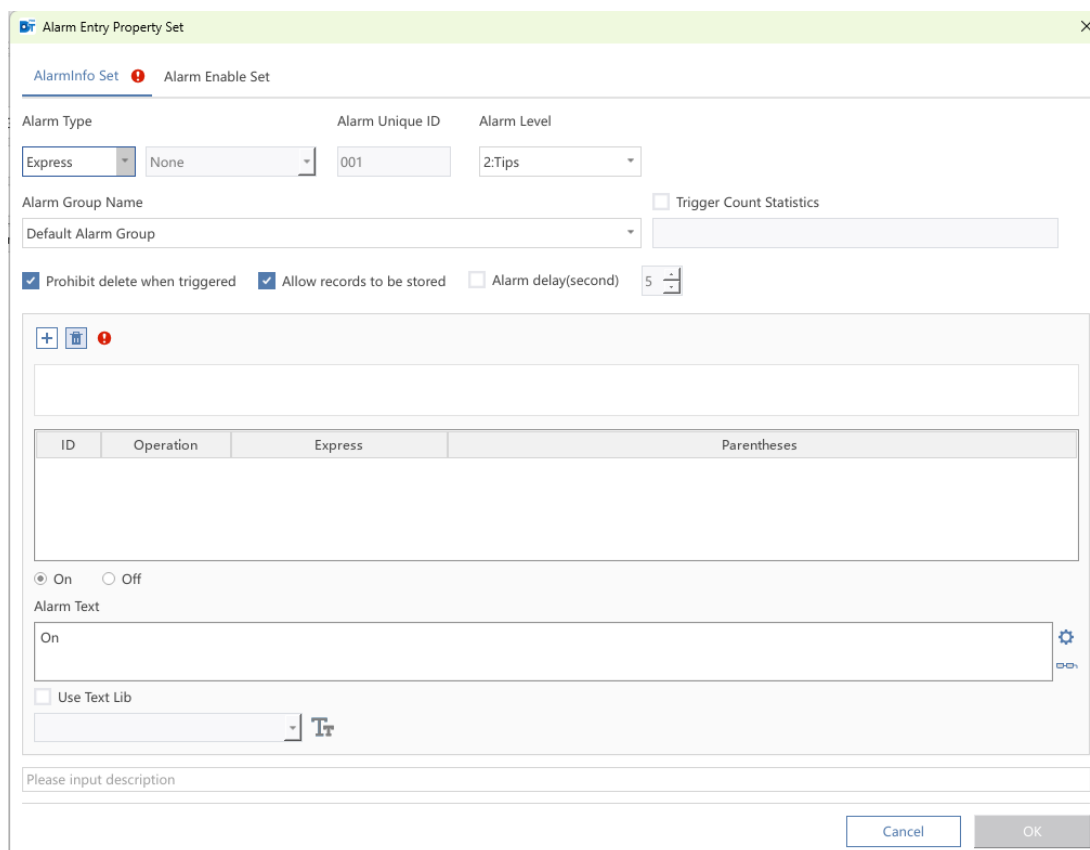 DT Alarm Entry Property Set
AlarmInfo Set Alarm Enable Set
Alarm Type Alarm Unique ID Alarm Level
Express None 001 2:Tips
Alarm Group Name Trigger Count Statistics
Default Alarm Group
Prohibit delete when triggered Allow records to be stored Alarm delay(second) 5
ID Operation Express Parentheses
On Off
Alarm Text
On
Use Text Lib
TT
Please input description
Cancel OK